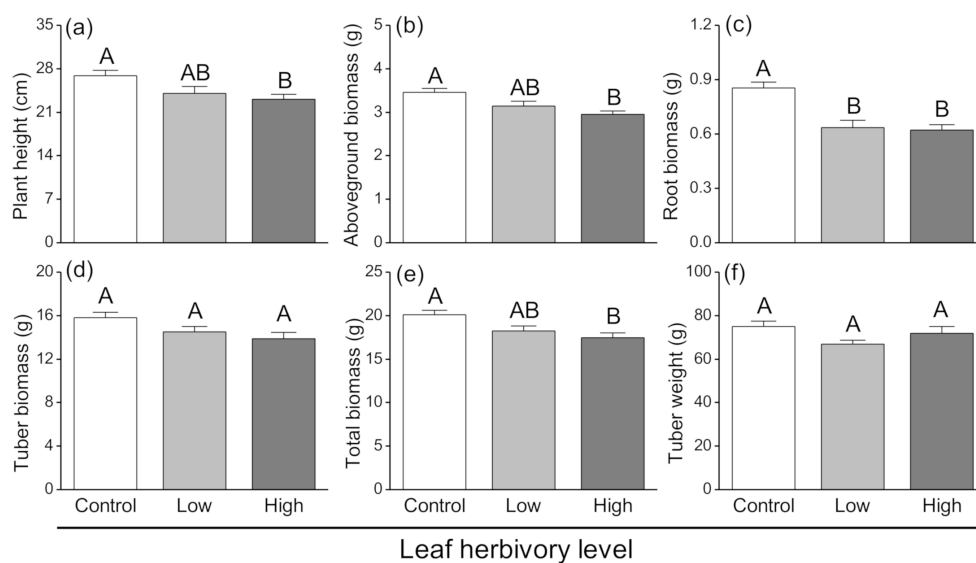 (a)
Plant height (cm)
35
28
21
14
7
0
A
AB
B
(b)
Aboveground biomass (g)
5
4
3
2
1
0
A
AB
B
(c)
Root biomass (g)
1.2
0.9
0.6
0.3
0.0
A
B
B
(d)
Tuber biomass (g)
20
16
12
8
4
0
A
A
A
Control Low High
(e)
Total biomass (g)
25
20
15
10
5
0
A
AB
B
Control Low High
(f)
Tuber weight (g)
100
80
60
40
20
0
A
A
A
Control Low High
Leaf herbivory level